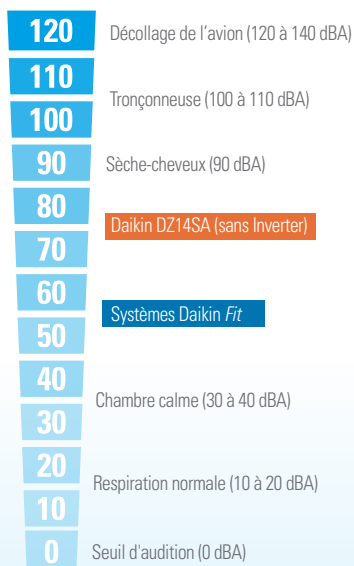 120 Décollage de l'avion (120 à 140 dBA)
110
Tronçonneuse (100 à 110 dBA)
100
90 Sèche-cheveux (90 dBA)
80
Daikin DZ14SA (sans Inverter)
70
60
Systèmes Daikin Fit
50
40
Chambre calme (30 à 40 dBA)
30
20
Respiration normale (10 à 20 dBA)
10
0 Seuil d'audition (0 dBA)